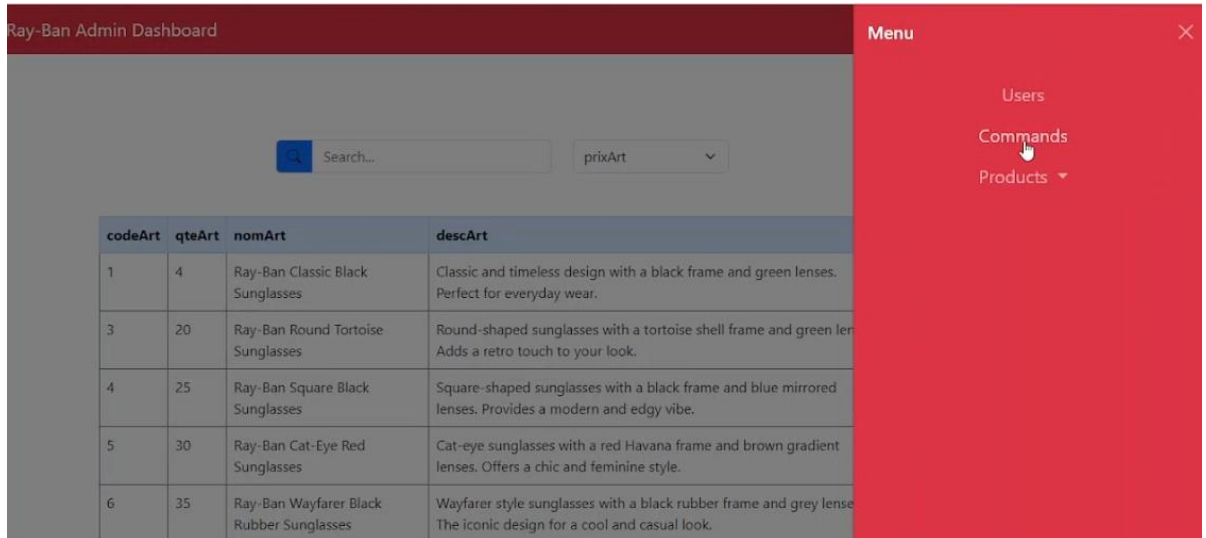 Ray-Ban Admin Dashboard
Menu
Users
Commands
Products
Search...
prixArt
codeArt qteArt nomArt descArt
1 4 Ray-Ban Classic Black Classic and timeless design with a black frame and green lenses.
Sunglasses Perfect for everyday wear.
3 20 Ray-Ban Round Tortoise Round-shaped sunglasses with a tortoise shell frame and green
Sunglasses Adds a retro touch to your look.
4 25 Ray-Ban Square Black Square-shaped sunglasses with a black frame and blue mirrored
Sunglasses lenses. Provides a modern and edgy vibe.
5 30 Ray-Ban Cat-Eye Red Cat-eye sunglasses with a red Havana frame and brown gradient
Sunglasses lenses. Offers a chic and feminine style.
6 35 Ray-Ban Wayfarer Black Wayfarer style sunglasses with a black rubber frame and grey lense
Rubber Sunglasses The iconic design for a cool and casual look.